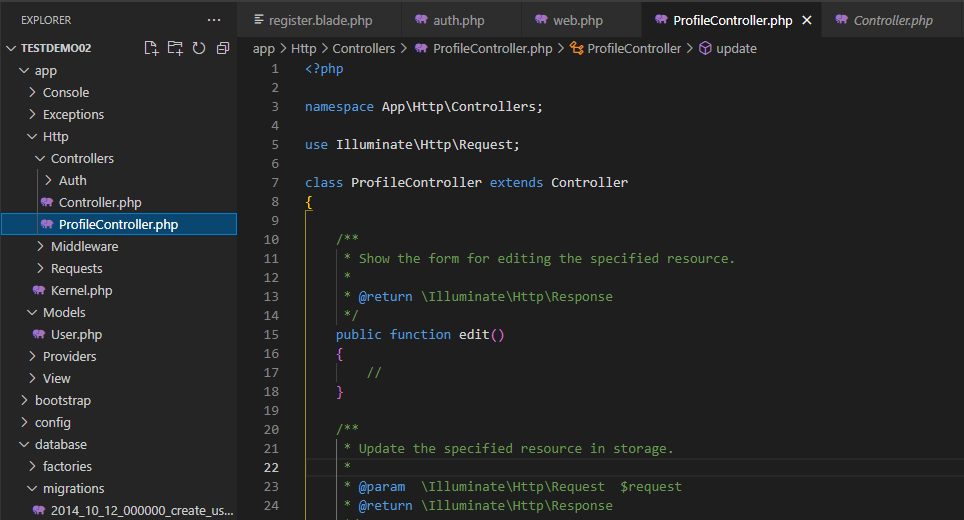 EXPLORER ...
TESTDEMO02
app
Console
Exceptions
Http
Controllers
Auth
Controller.php
ProfileController.php
Middleware
Requests
Kernel.php
Models
User.php
Providers
View
bootstrap
config
database
factories
migrations
2014_10_12_000000_create_us...
register.blade.php auth.php web.php ProfileController.php Controller.php
app > Http > Controllers > ProfileController.php > ProfileController > update
1 <?php
2
3 namespace App\Http\Controllers;
4
5 use Illuminate\Http\Request;
6
7 class ProfileController extends Controller
8 {
9
10 /**
11 * Show the form for editing the specified resource.
12 *
13 * @return \Illuminate\Http\Response
14 */
15 public function edit()
16 {
17 //
18 }
19
20 /**
21 * Update the specified resource in storage.
22 *
23 * @param  \Illuminate\Http\Request  $request
24 * @return \Illuminate\Http\Response